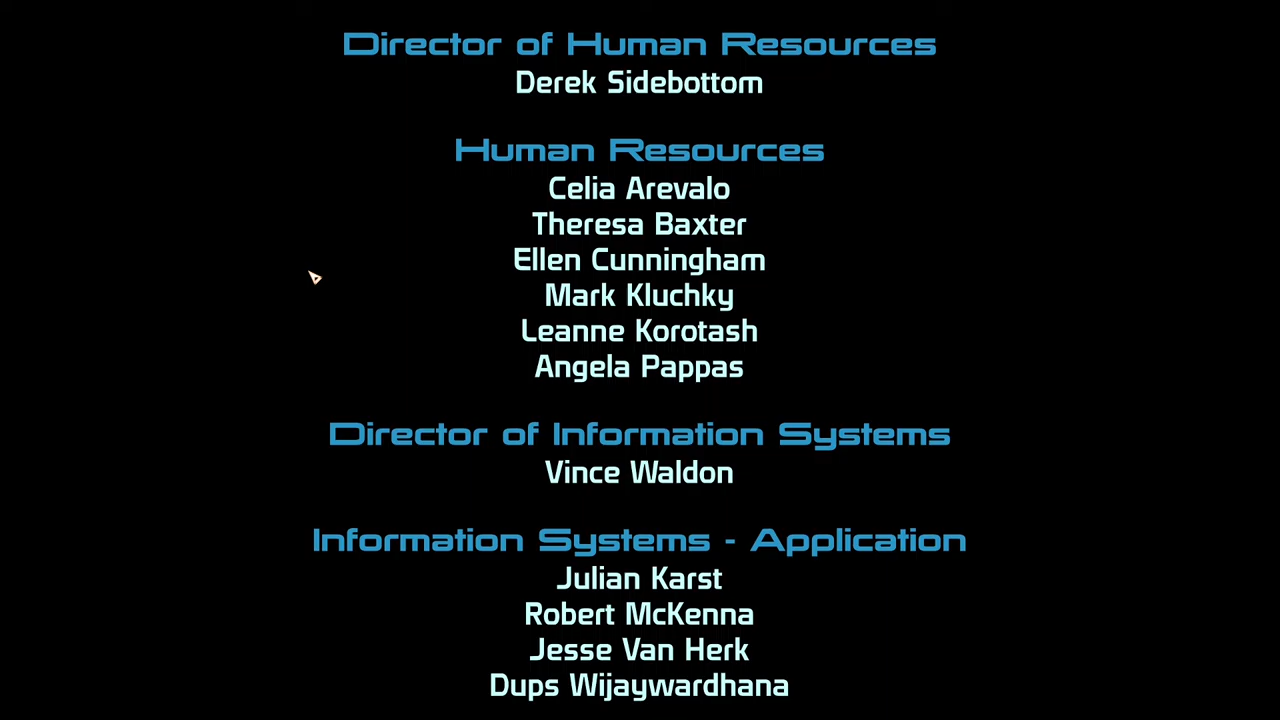 Director of Human Resources
Derek Sidebottom
Human Resources
Celia Arevalo
Theresa Baxter
Ellen Cunningham
Mark Kluchky
Leanne Korotash
Angela Pappas
Director of Information Systems
Vince Waldon
Information Systems - Application
Julian Karst
Robert McKenna
Jesse Van Herk
Dups Wijaywardhana